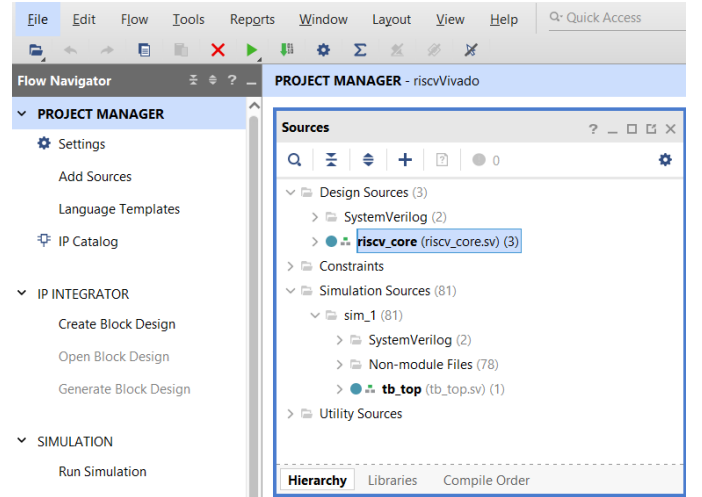 File Edit Flow Tools Reports Window Layout View Help Quick Access
Flow Navigator ? _
PROJECT MANAGER - riscvVivado
PROJECT MANAGER
Settings
Add Sources
Language Templates
IP Catalog
IP INTEGRATOR
Create Block Design
Open Block Design
Generate Block Design
SIMULATION
Run Simulation
Sources
0
Design Sources (3)
SystemVerilog (2)
riscv_core (riscv_core.sv) (3)
Constraints
Simulation Sources (81)
sim_1 (81)
SystemVerilog (2)
Non-module Files (78)
tb_top (tb_top.sv) (1)
Utility Sources
Hierarchy Libraries Compile Order